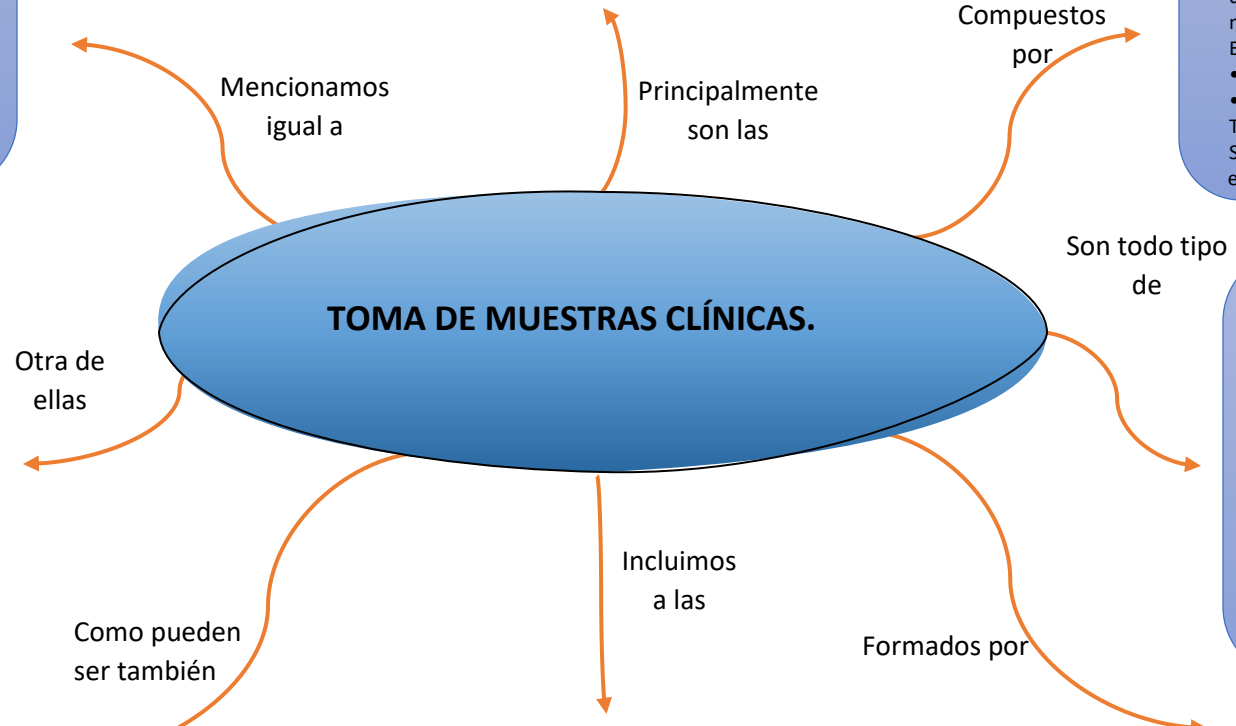 Compuestos
por
Mencionamos
igual a
Principalmente
son las
Son todo tipo
de
TOMA DE MUESTRAS CLÍNICAS.
Otra de
ellas
Incluimos
a las
Como pueden
ser también
Formados por